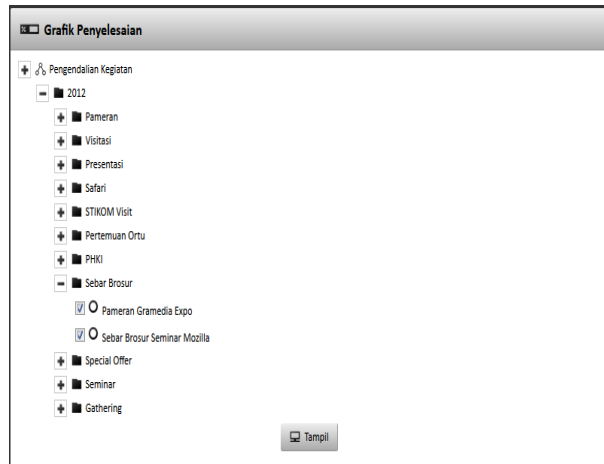 Grafik Penyelesaian
Pengendalian Kegiatan
2012
Pameran
Visitasi
Presentasi
Safari
STIKOM Visit
Pertemuan Ortu
PHKI
Sebar Brosur
Pameran Gramedia Expo
Sebar Brosur Seminar Mozilla
Special Offer
Seminar
Gathering
Tampil